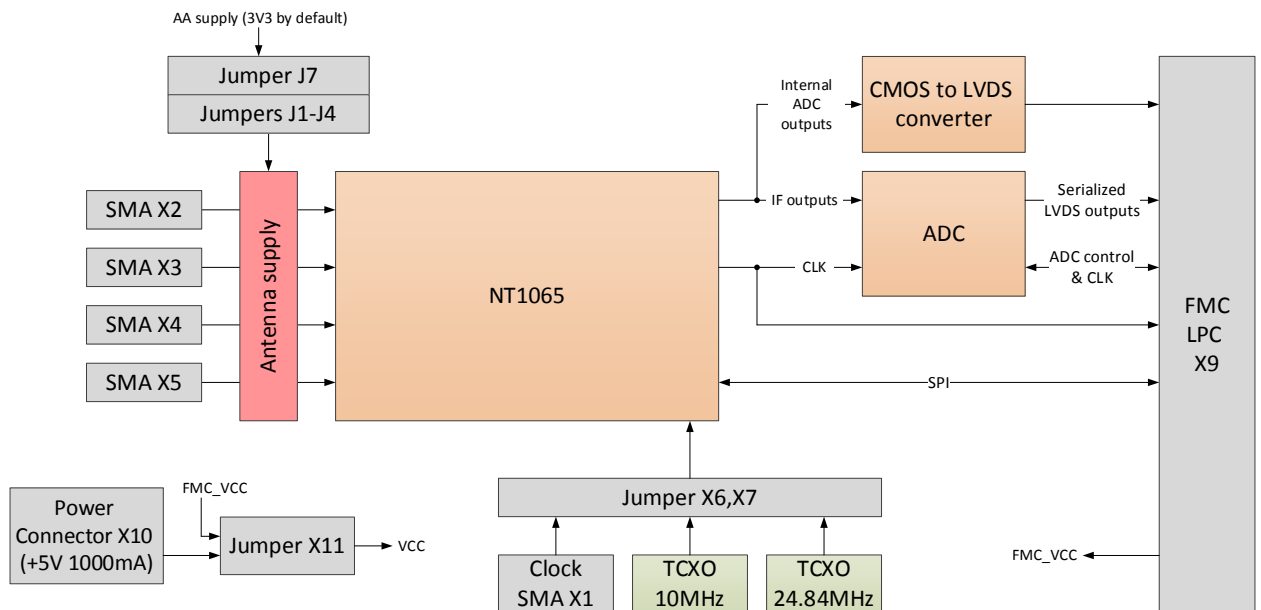 AA supply (3V3 by default)
Jumper J7
Jumpers J1-J4
SMA X2
SMA X3
SMA X4
SMA X5
Antenna supply
NT1065
Internal
ADC
outputs
CMOS to LVDS
converter
IF outputs
ADC
Serialized
LVDS outputs
CLK
ADC control
& CLK
SPI
FMC
LPC
X9
Power
Connector X10
(+5V 1000mA)
FMC_VCC
Jumper X11
VCC
Jumper X6,X7
Clock
SMA X1
TCXO
10MHz
TCXO
24.84MHz
FMC_VCC